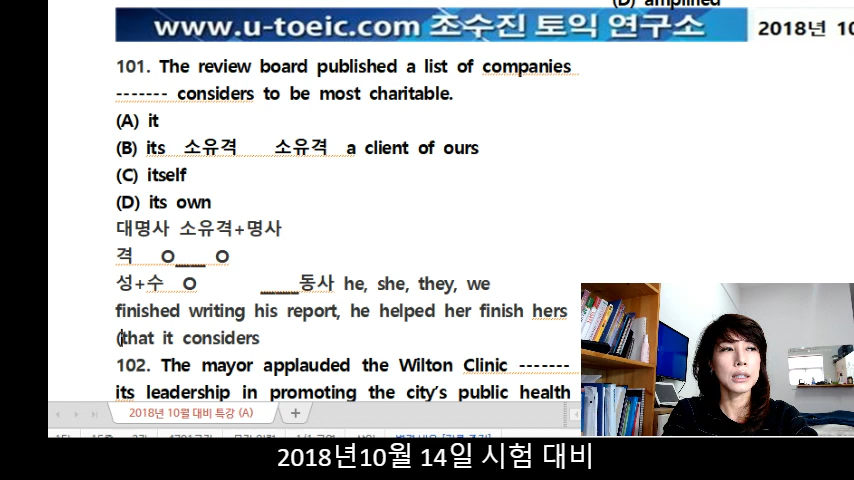 (D) amplified
www.u-toeic.com 조수진 토익 연구소
2018년 10
101. The review board published a list of companies
------- considers to be most charitable.
(A) it
(B) its 소유격 소유격 a client of ours
(C) itself
(D) its own
대명사 소유격+명사
격 O___ O
성+수 O ___동사 he, she, they, we
finished writing his report, he helped her finish hers
(that it considers
102. The mayor applauded the Wilton Clinic -------
its leadership in promoting the city's public health
2018년 10월 대비 특강 (A)
2018년10월 14일 시험 대비